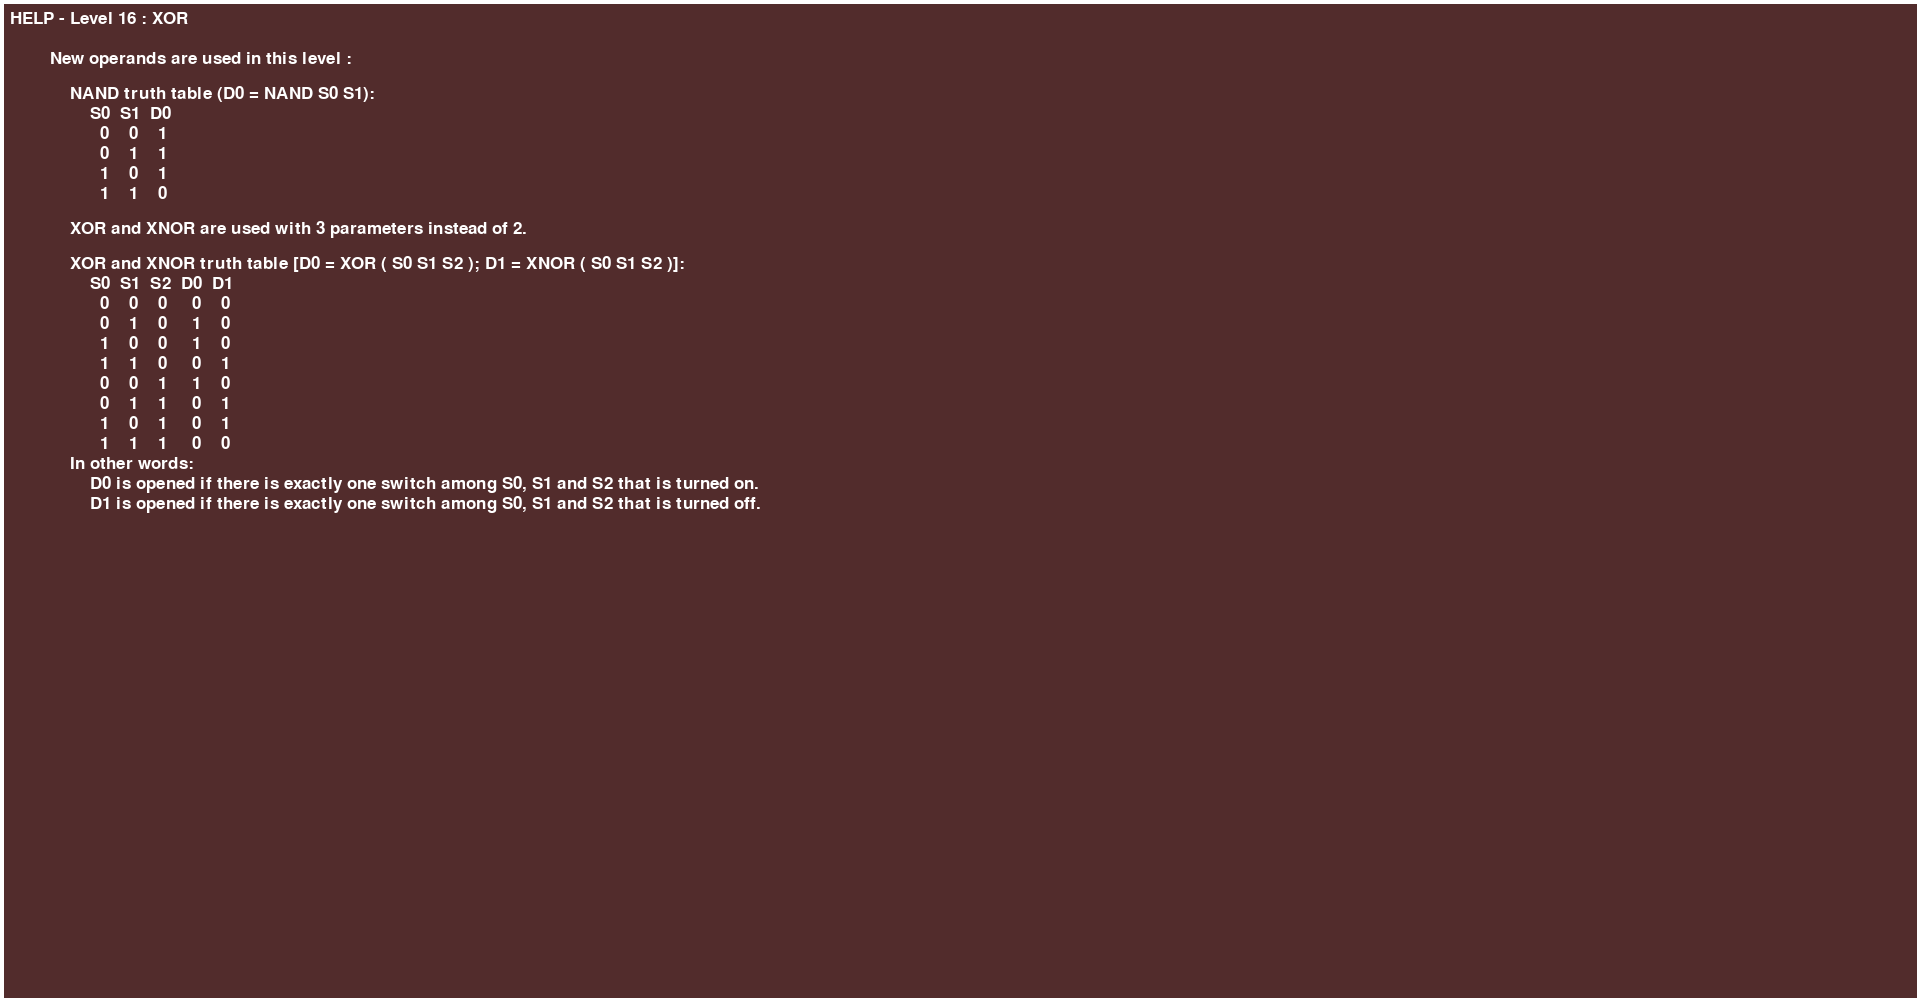 HELP - Level 16 : XOR
New operands are used in this level :
NAND truth table (D0 = NAND S0 S1):
S0 S1 D0
0 0 1
0 1 1
1 0 1
1 1 0
XOR and XNOR are used with 3 parameters instead of 2.
XOR and XNOR truth table [D0 = XOR ( S0 S1 S2 ); D1 = XNOR ( S0 S1 S2 )]:
S0 S1 S2 D0 D1
0 0 0 0 0
0 1 0 1 0
1 0 0 1 0
1 1 0 0 1
0 0 1 1 0
0 1 1 0 1
1 0 1 0 1
1 1 1 0 0
In other words:
D0 is opened if there is exactly one switch among S0, S1 and S2 that is turned on.
D1 is opened if there is exactly one switch among S0, S1 and S2 that is turned off.